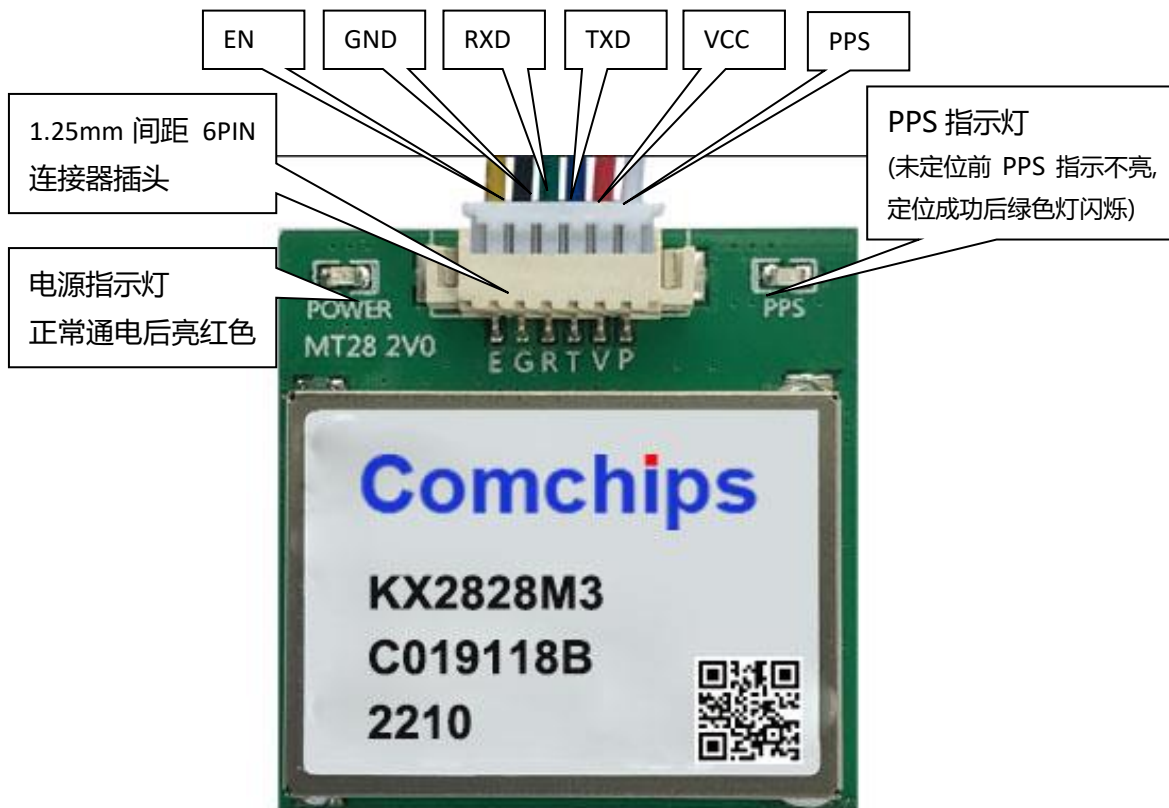 EN
GND
RXD
TXD
VCC
PPS
1.25mm 间距 6PIN
连接器插头
PPS 指示灯
(未定位前 PPS 指示不亮,
定位成功后绿色灯闪烁)
电源指示灯
正常通电后亮红色
POWER
PPS
MT28 2V0
E G R T V P
Comchips
KX2828M3
C019118B
2210